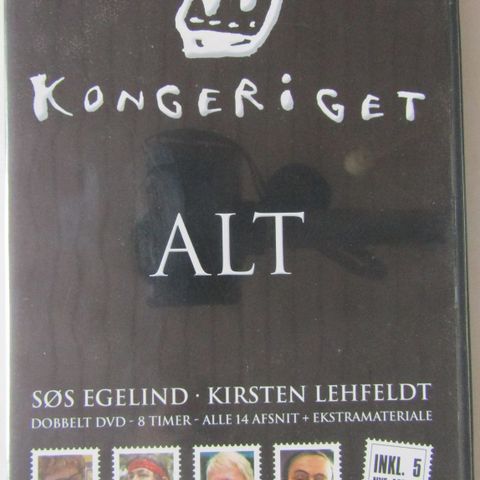 KONGERiGET
ALT
SØS EGELIND · KIRSTEN LEHFELDT
DOBBELT DVD - 8 TIMER - ALLE 14 AFSNIT + EKSTRAMATERIALE
INKL. 5